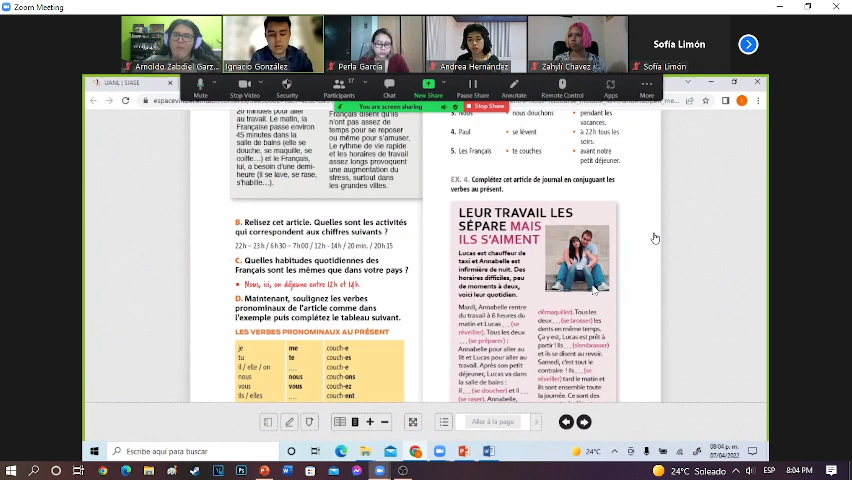 Zoom Meeting
Arnoldo Zabdiel Garz...
Ignacio González
Perla García
Andrea Hernández
Zahyli Chavez
Sofía Limón
Sofía Limón
UANL | SIASE
Mute
Stop Video
Security
Participants
17
Chat
New Share
Pause Share
Annotate
Remote Control
Apps
More
You are screen sharing
Stop Share
20 minutes pour aller
au travail. Le matin, la
Française passe environ
45 minutes dans la
salle de bains (elle se
douche, se maquille, se
coiffe...) et le Français,
lui, a besoin d'une demi-
heure (il se lave, se rase,
s'habille...).
Français disent qu'ils
n'ont pas assez de
temps pour se reposer
ou même pour s'amuser.
Le rythme de vie rapide
et les horaires de travail
assez longs provoquent
une augmentation du
stress, surtout dans
les grandes villes.
B. Relisez cet article. Quelles sont les activités
qui correspondent aux chiffres suivants ?
22h – 23h / 6h30 – 7h00 / 12h - 14h / 20 min. / 20h15
C. Quelles habitudes quotidiennes des
Français sont les mêmes que dans votre pays ?
• Nous, ici, on déjeune entre 12h et 14h.
D. Maintenant, soulignez les verbes
pronominaux de l'article comme dans
l'exemple puis complétez le tableau suivant.
LES VERBES PRONOMINAUX AU PRÉSENT
je me couch-e
tu te couch-es
il / elle / on .... couch-e
nous nous couch-ons
vous vous couch-ez
ils / elles .... couch-ent
3. Nous • • nous douchons • • pendant les
vacances.
4. Paul • • se lèvent • • à 22h tous les
soirs.
5. Les Français • • te couches • • avant notre
petit déjeuner.
EX. 4. Complétez cet article de journal en conjuguant les
verbes au présent.
LEUR TRAVAIL LES
SÉPARE MAIS
ILS S'AIMENT
Lucas est chauffeur de
taxi et Annabelle est
infirmière de nuit. Des
horaires difficiles, peu
de moments à deux,
voici leur quotidien.
Mardi, Annabelle rentre
du travail à 6 heures du
matin et Lucas... (se
réveiller). Tous les deux
... (se préparer) :
Annabelle pour aller au
lit et Lucas pour aller au
travail. Après son petit
déjeuner, Lucas va dans
la salle de bains :
il... (se doucher) et il ...
(se raser). Annabelle,
démaquiller). Tous les
deux... (se brosser) les
dents en même temps.
Ça y est, Lucas est prêt à
partir ! Ils... (s'embrasser)
et ils se disent au revoir.
Samedi, c'est tout le
contraire ! Ils ... (se
réveiller) tard le matin et
ils sont ensemble toute
la journée. Ce sont des
Aller à la page
Escribe aquí para buscar
24°C
08:04 p. m.
07/04/2022
24°C Soleado
ESP
8:04 PM